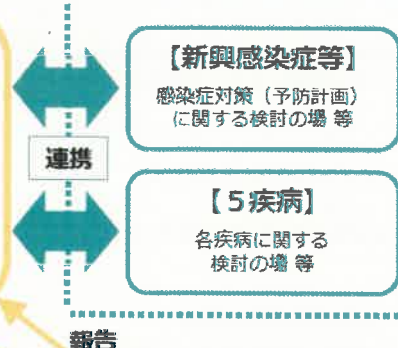 【新興感染症等】
感染症対策（予防計画）
に関する検討の場 等
連携
【５疾病】
各疾病に関する
検討の場 等
報告